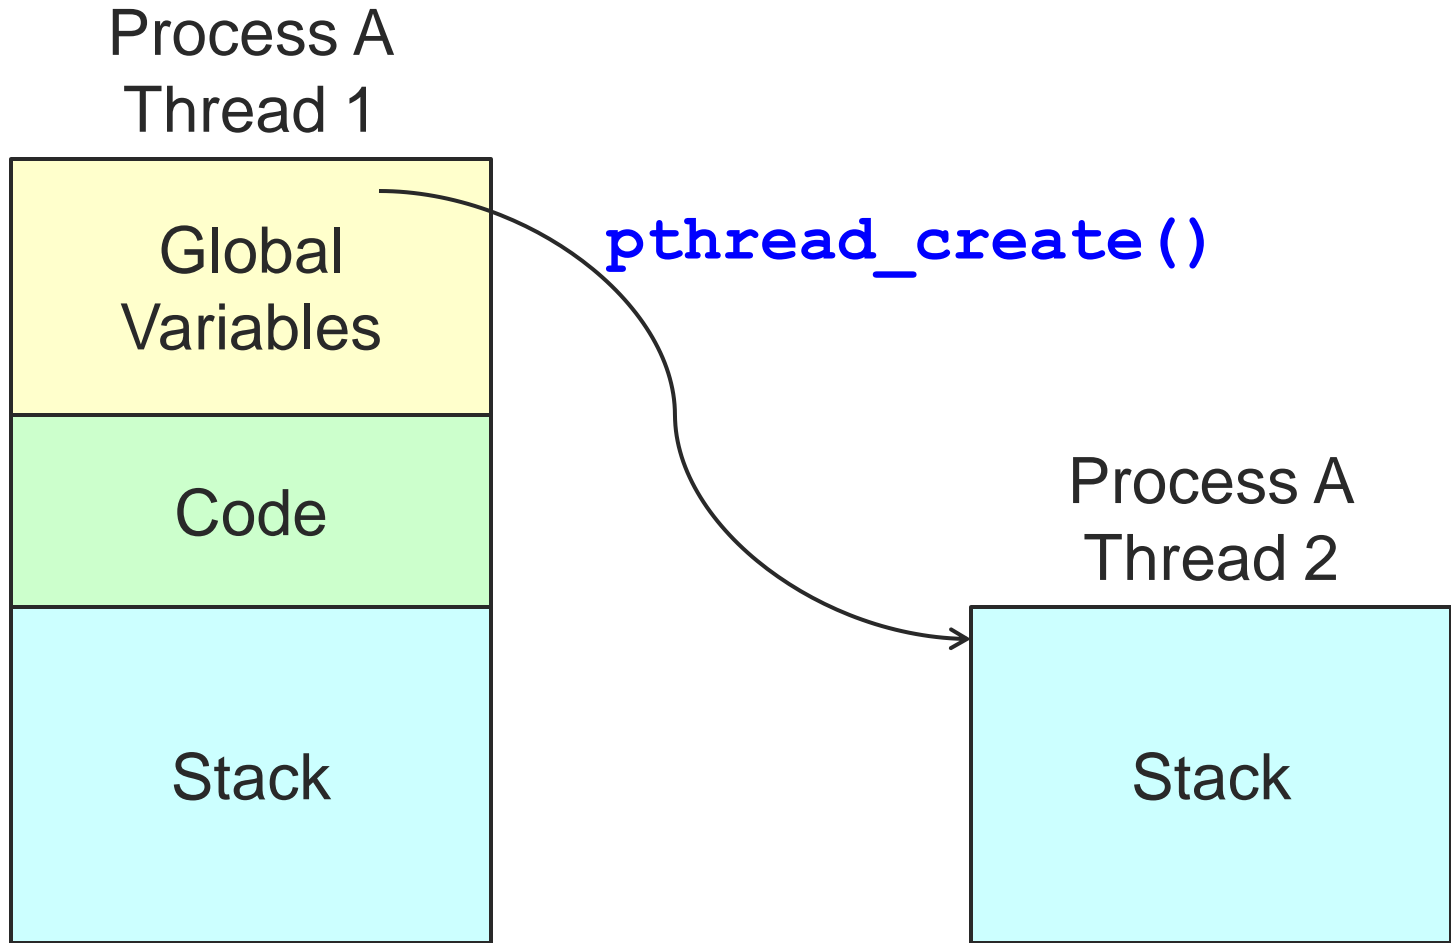 Process A
Thread 1
Global
Variables
pthread_create()
Code
Process A
Thread 2
Stack
Stack